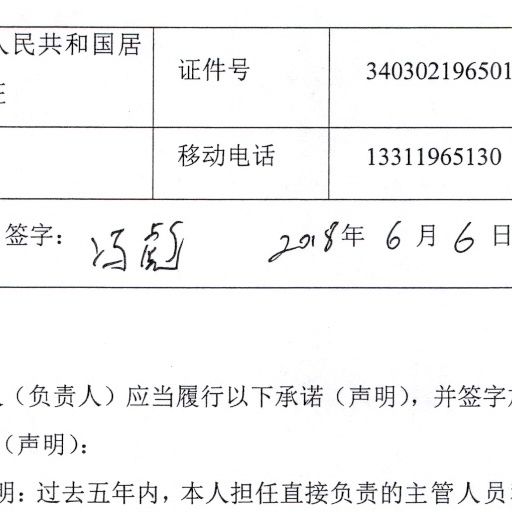 人民共和国居
证件号 340302196501
证
移动电话 13311965130
签字：冯彪 2018年6月6日
（负责人）应当履行以下承诺（声明），并签字
（声明）：
明：过去五年内，本人担任直接负责的主管人员